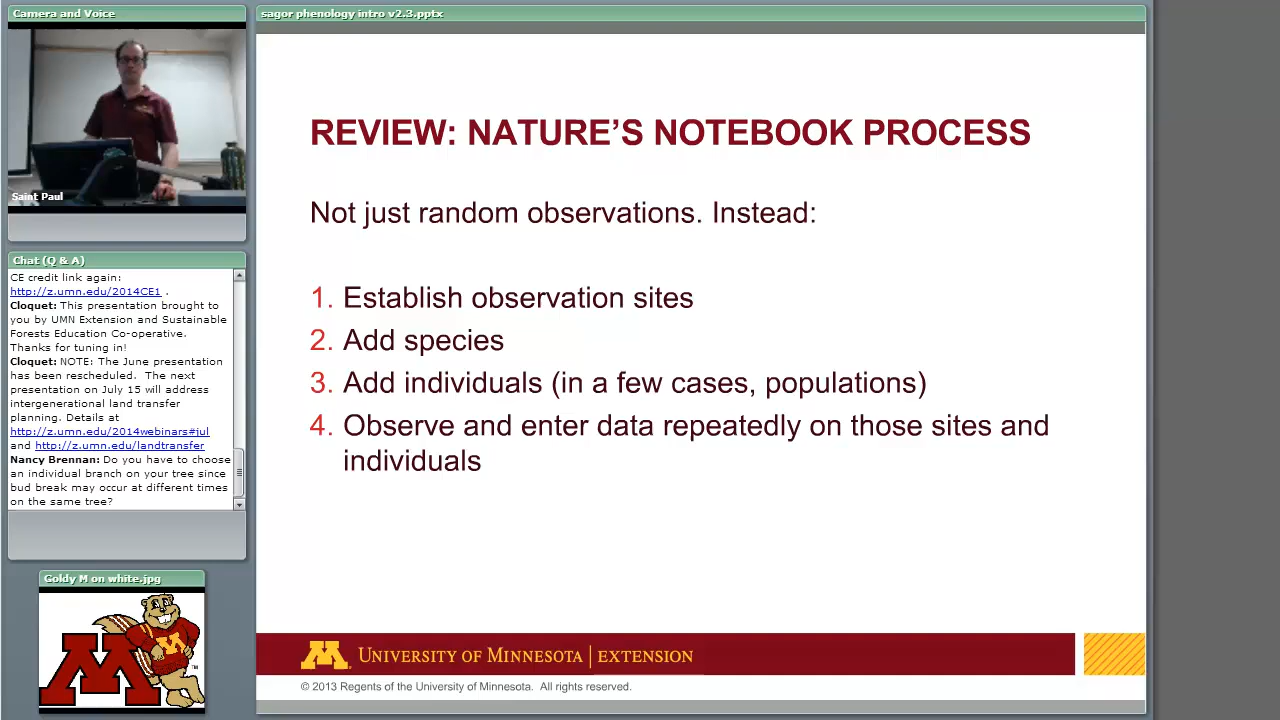 Camera and Voice
Saint Paul
Chat (Q & A)
CE credit link again:
http://z.umn.edu/2014CE1 .
Cloquet: This presentation brought to
you by UMN Extension and Sustainable
Forests Education Co-operative.
Thanks for tuning in!
Cloquet: NOTE: The June presentation
has been rescheduled. The next
presentation on July 15 will address
intergenerational land transfer
planning. Details at
http://z.umn.edu/2014webinars#jul
and http://z.umn.edu/landtransfer
Nancy Brennan: Do you have to choose
an individual branch on your tree since
bud break may occur at different times
on the same tree?
Goldy M on white.jpg
M
M
TM
sagor phenology intro v2.3.pptx
REVIEW: NATURE’S NOTEBOOK PROCESS
Not just random observations. Instead:
1. Establish observation sites
2. Add species
3. Add individuals (in a few cases, populations)
4. Observe and enter data repeatedly on those sites and
individuals
M UNIVERSITY OF MINNESOTA | EXTENSION
© 2013 Regents of the University of Minnesota. All rights reserved.